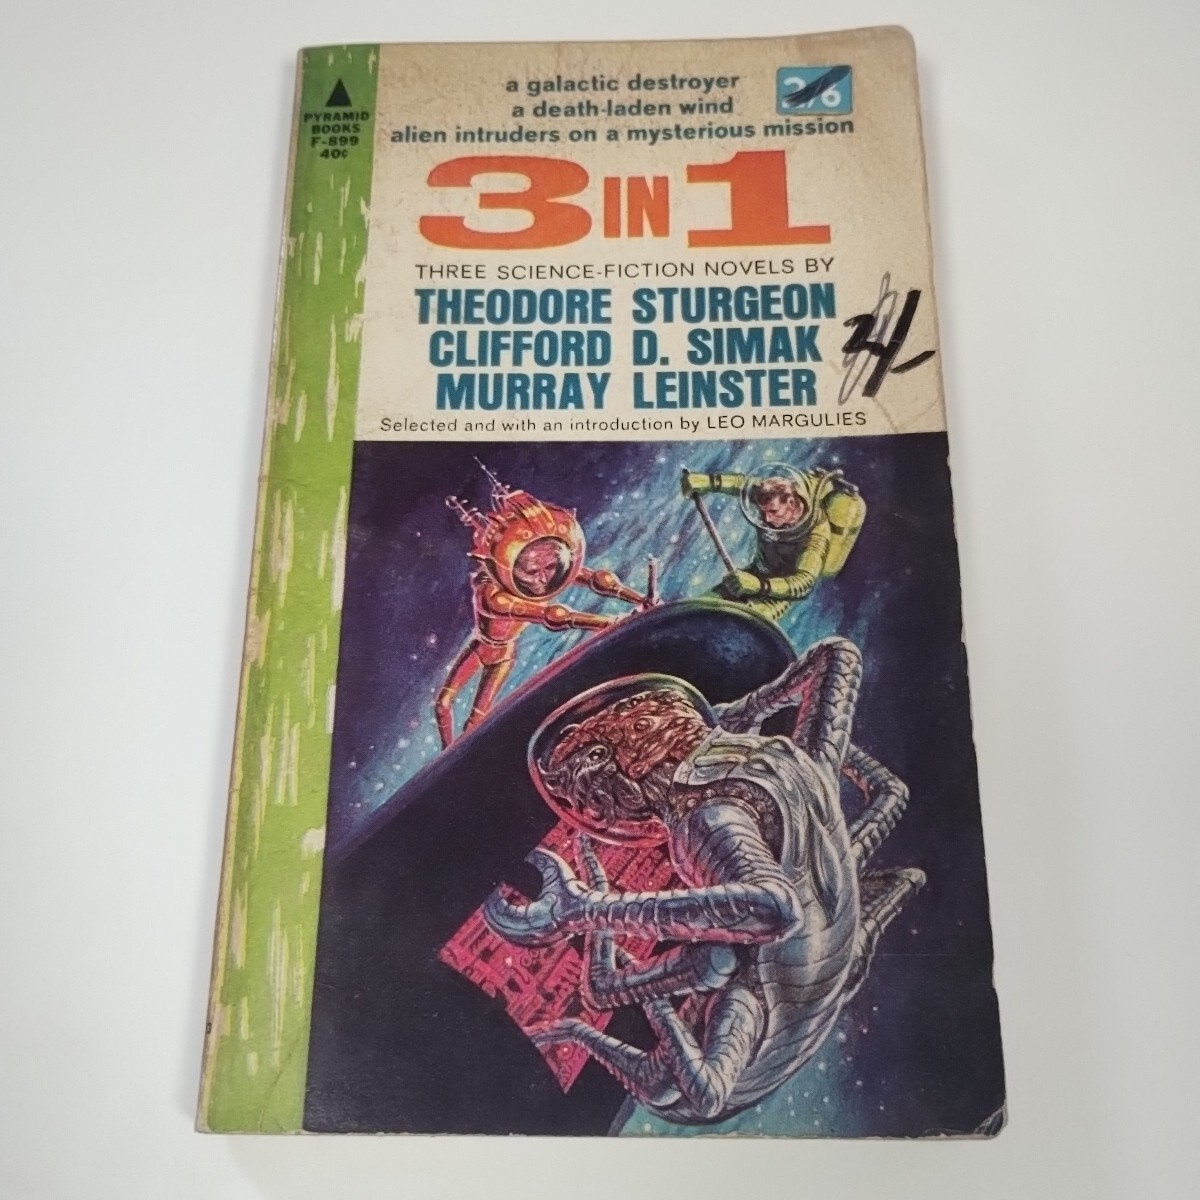 PYRAMID
BOOKS
F-899
40¢
a galactic destroyer
a death-laden wind
alien intruders on a mysterious mission
3/6
3 IN 1
THREE SCIENCE-FICTION NOVELS BY
THEODORE STURGEON
CLIFFORD D. SIMAK
MURRAY LEINSTER
Selected and with an introduction by LEO MARGULIES